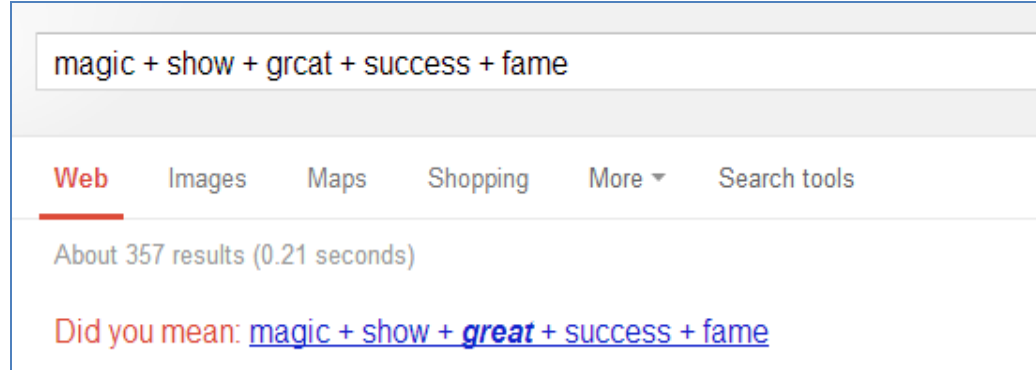 magic + show + grcat + success + fame
Web Images Maps Shopping More Search tools
About 357 results (0.21 seconds)
Did you mean: magic + show + great + success + fame